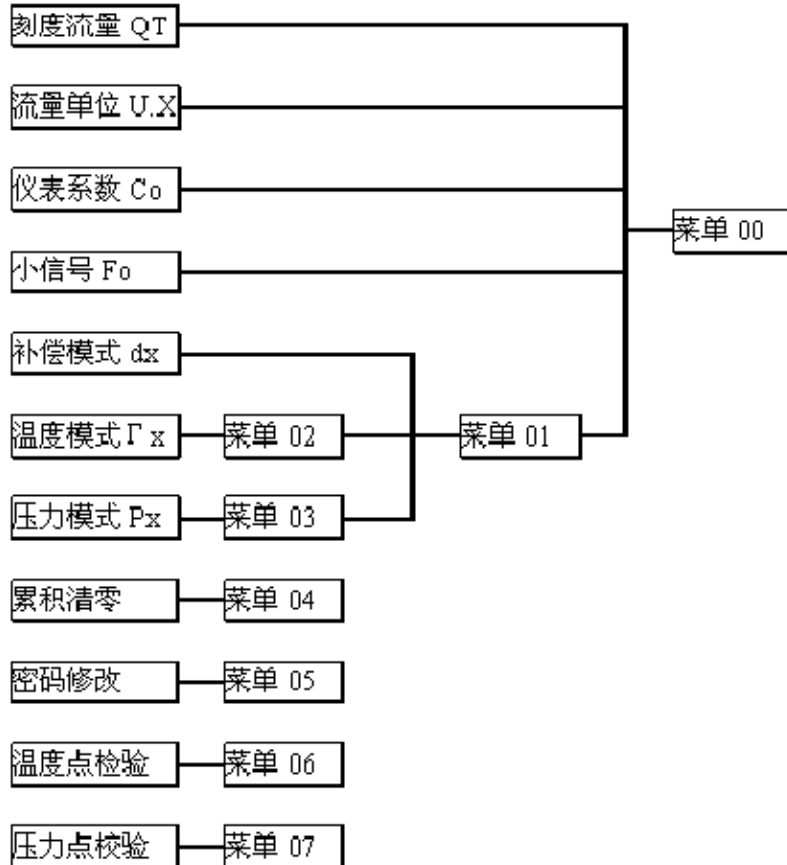 刻度流量 QT
流量单位 U.X
仪表系数 Co
菜单 00
小信号 Fo
补偿模式 dx
温度模式 Γ x
菜单 02
菜单 01
压力模式 Px
菜单 03
累积清零
菜单 04
密码修改
菜单 05
温度点检验
菜单 06
压力点校验
菜单 07